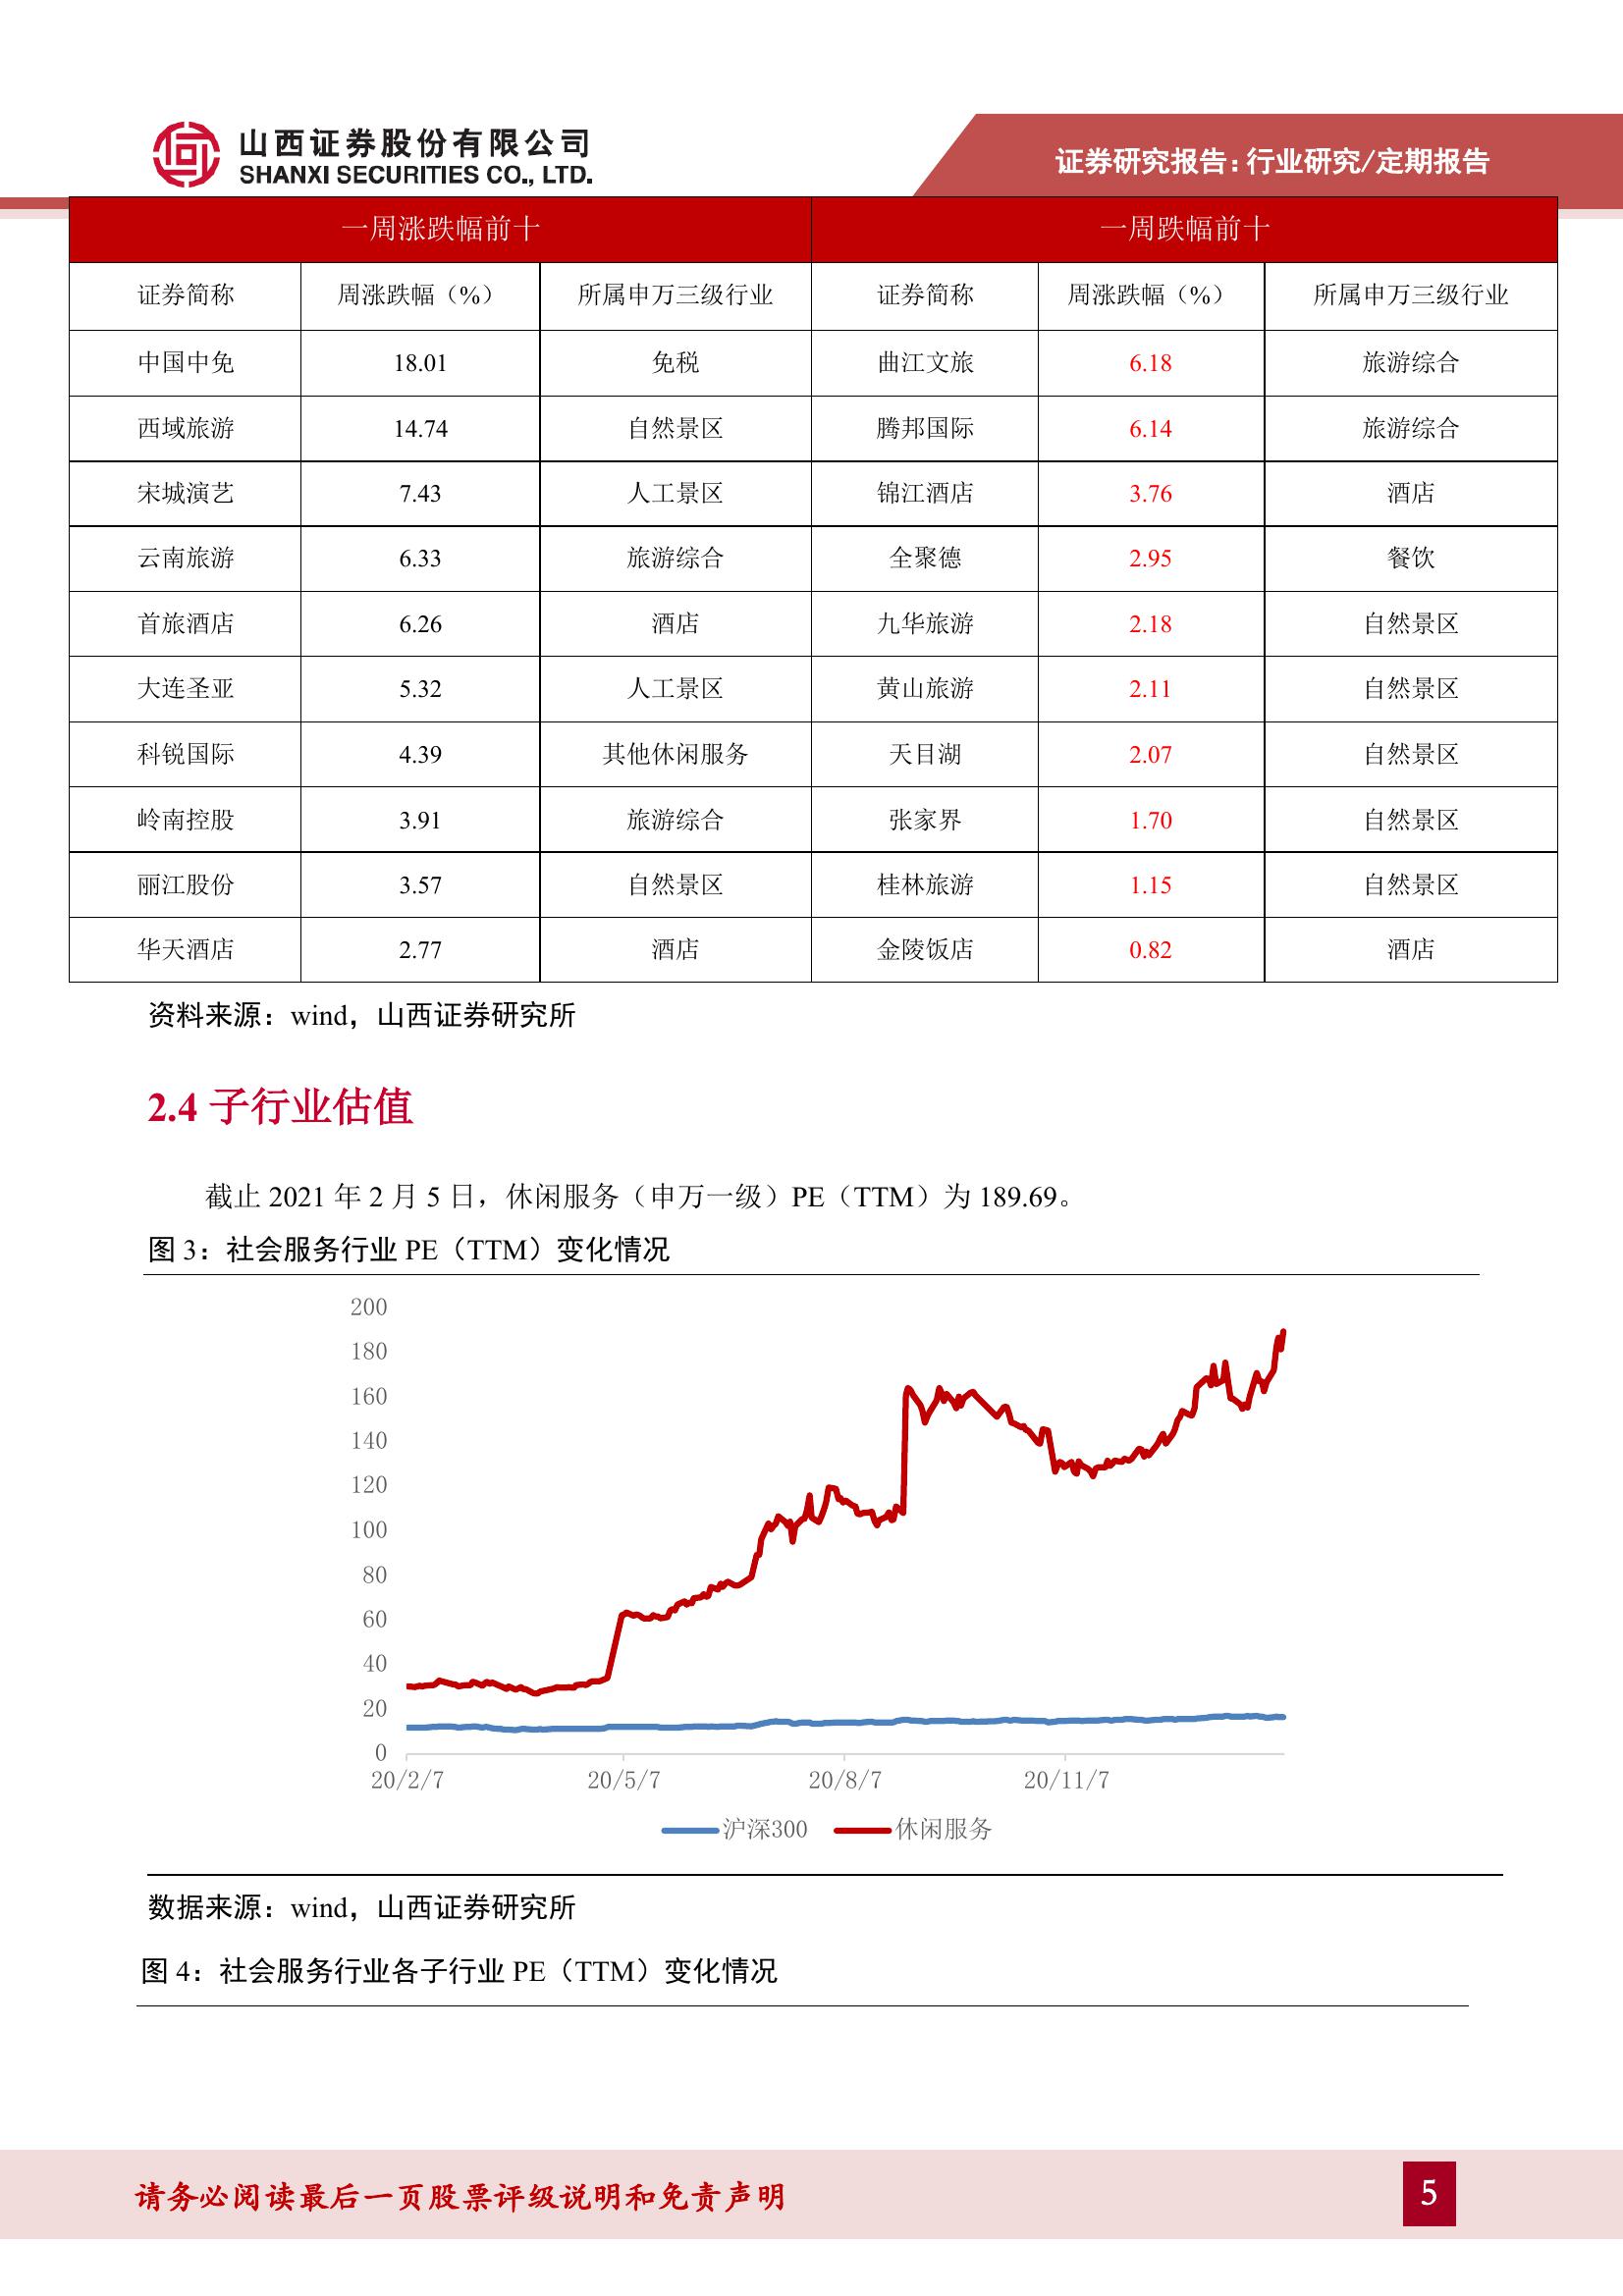 山西证券股份有限公司
SHANXI SECURITIES CO., LTD.
证券研究报告:行业研究/定期报告
一周涨跌幅前十 一周跌幅前十
证券简称 周涨跌幅（%） 所属申万三级行业 证券简称 周涨跌幅（%） 所属申万三级行业
中国中免 18.01 免税 曲江文旅 6.18 旅游综合
西域旅游 14.74 自然景区 腾邦国际 6.14 旅游综合
宋城演艺 7.43 人工景区 锦江酒店 3.76 酒店
云南旅游 6.33 旅游综合 全聚德 2.95 餐饮
首旅酒店 6.26 酒店 九华旅游 2.18 自然景区
大连圣亚 5.32 人工景区 黄山旅游 2.11 自然景区
科锐国际 4.39 其他休闲服务 天目湖 2.07 自然景区
岭南控股 3.91 旅游综合 张家界 1.70 自然景区
丽江股份 3.57 自然景区 桂林旅游 1.15 自然景区
华天酒店 2.77 酒店 金陵饭店 0.82 酒店
资料来源：wind，山西证券研究所
2.4 子行业估值
截止 2021 年 2 月 5 日，休闲服务（申万一级）PE（TTM）为 189.69。
图 3：社会服务行业 PE（TTM）变化情况
200
180
160
140
120
100
80
60
40
20
0
20/2/7 20/5/7 20/8/7 20/11/7
沪深300 休闲服务
数据来源：wind，山西证券研究所
图 4：社会服务行业各子行业 PE（TTM）变化情况
请务必阅读最后一页股票评级说明和免责声明
5